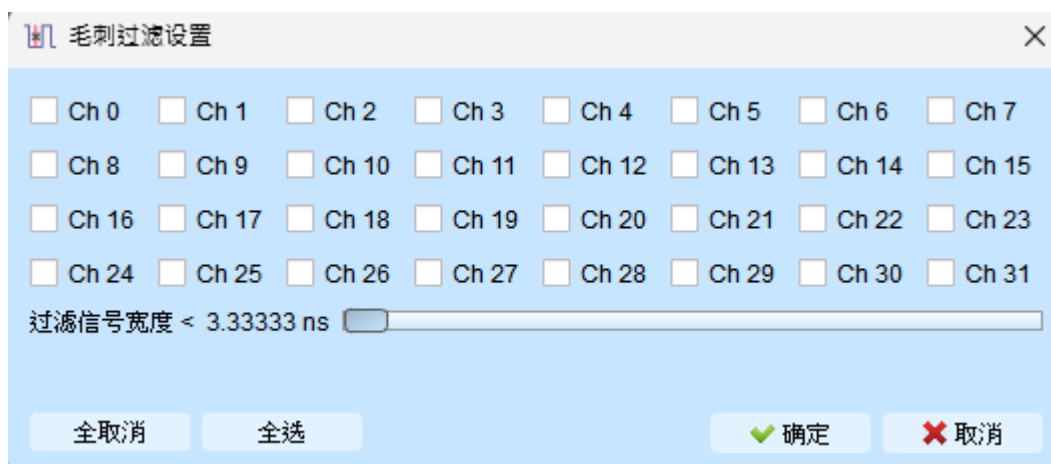 毛刺过滤设置
Ch 0 Ch 1 Ch 2 Ch 3 Ch 4 Ch 5 Ch 6 Ch 7
Ch 8 Ch 9 Ch 10 Ch 11 Ch 12 Ch 13 Ch 14 Ch 15
Ch 16 Ch 17 Ch 18 Ch 19 Ch 20 Ch 21 Ch 22 Ch 23
Ch 24 Ch 25 Ch 26 Ch 27 Ch 28 Ch 29 Ch 30 Ch 31
过滤信号宽度 < 3.33333 ns
全取消 全选 确定 取消